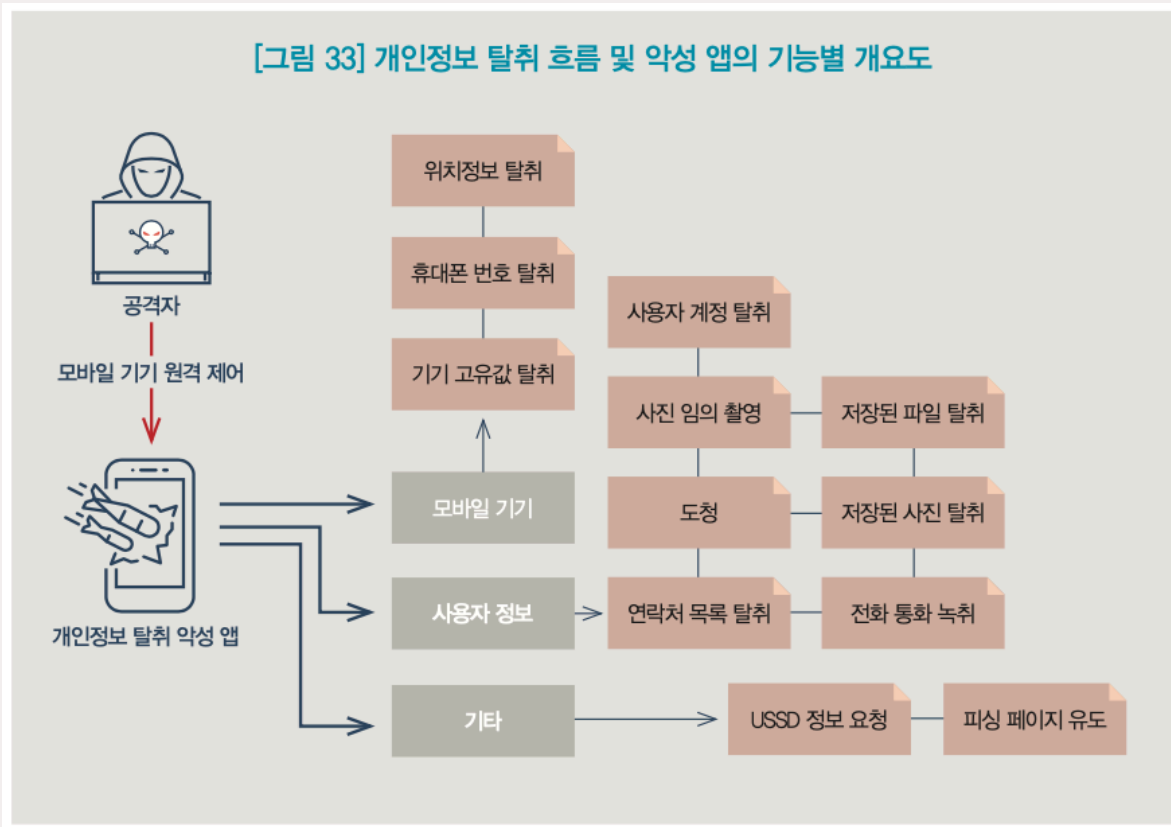 [그림 33] 개인정보 탈취 흐름 및 악성 앱의 기능별 개요도
공격자
모바일 기기 원격 제어
개인정보 탈취 악성 앱
위치정보 탈취
휴대폰 번호 탈취
기기 고유값 탈취
모바일 기기
사용자 정보
기타
사용자 계정 탈취
사진 임의 촬영
저장된 파일 탈취
도청
저장된 사진 탈취
연락처 목록 탈취
전화 통화 녹취
USSD 정보 요청
피싱 페이지 유도